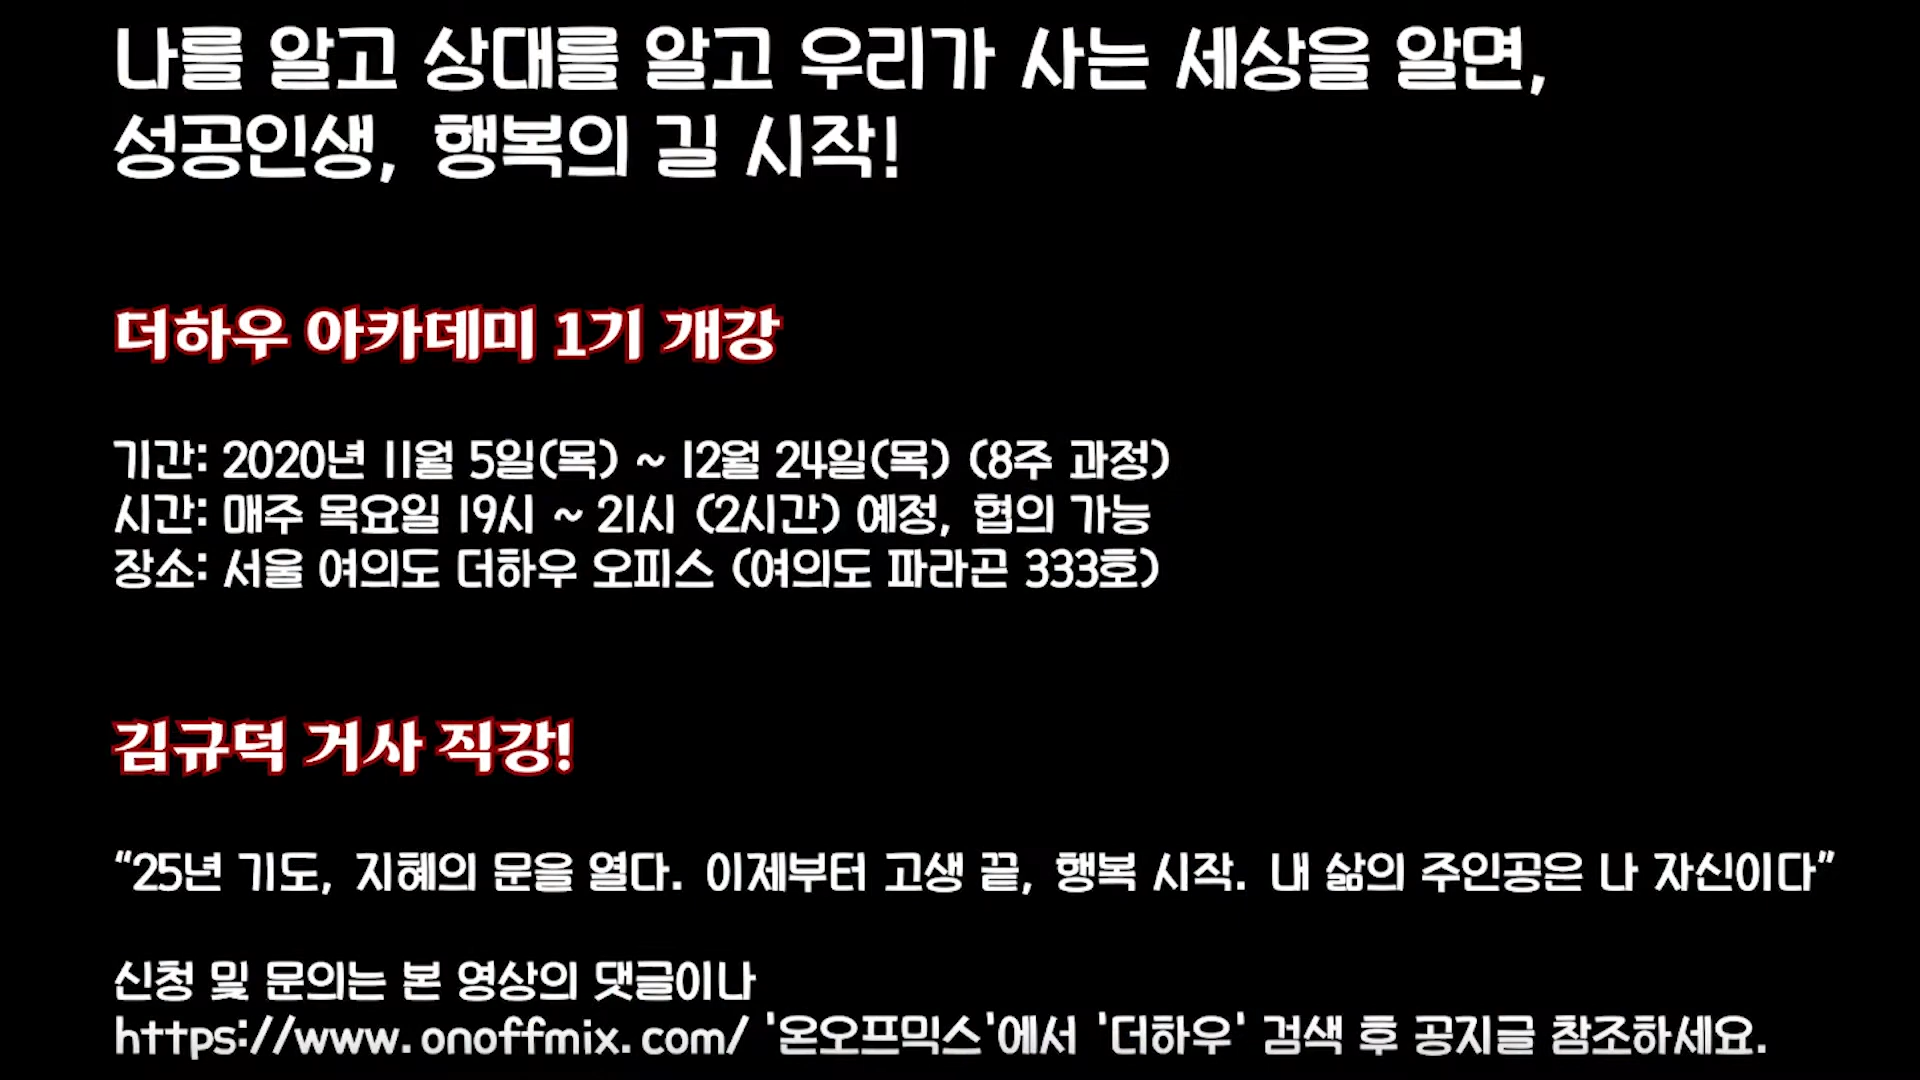 나를 알고 상대를 알고 우리가 사는 세상을 알면,
성공인생, 행복의 길 시작!
더하우 아카데미 1기 개강
기간: 2020년 11월 5일(목) ~ 12월 24일(목) (8주 과정)
시간: 매주 목요일 19시 ~ 21시 (2시간) 예정, 협의 가능
장소: 서울 여의도 더하우 오피스 (여의도 파라곤 333호)
김규덕 거사 직강!
“25년 기도, 지혜의 문을 열다. 이제부터 고생 끝, 행복 시작. 내 삶의 주인공은 나 자신이다”
신청 및 문의는 본 영상의 댓글이나
https://www.onoffmix.com/ '온오프믹스'에서 '더하우' 검색 후 공지글 참조하세요.